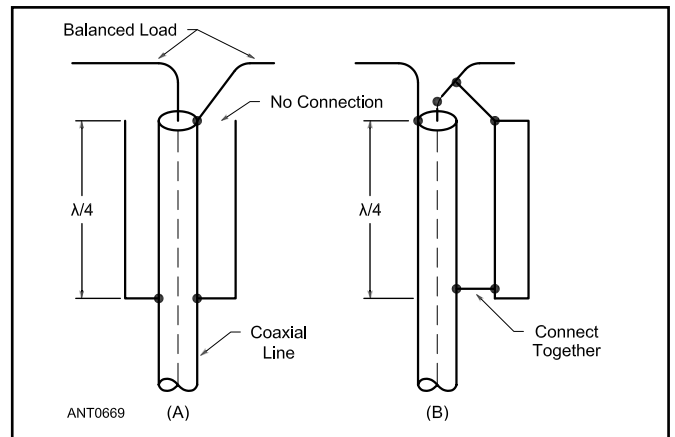 Balanced Load
No Connection
λ/4
λ/4
Coaxial
Line
Connect
Together
ANT0669
(A)
(B)